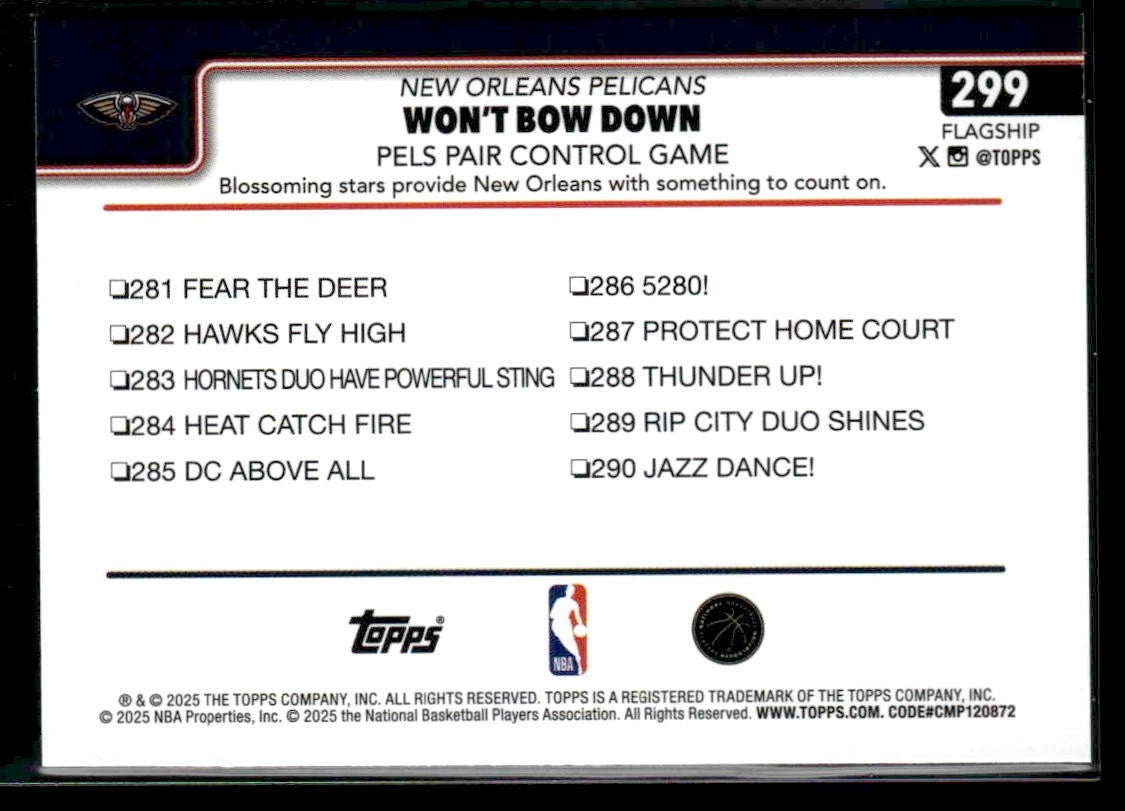 NEW ORLEANS PELICANS
299
WON'T BOW DOWN
FLAGSHIP
PELS PAIR CONTROL GAME
@TOPPS
Blossoming stars provide New Orleans with something to count on.
❏281 FEAR THE DEER
❏282 HAWKS FLY HIGH
❏283 HORNETS DUO HAVE POWERFUL STING
❏284 HEAT CATCH FIRE
❏285 DC ABOVE ALL
❏286 5280!
❏287 PROTECT HOME COURT
❏288 THUNDER UP!
❏289 RIP CITY DUO SHINES
❏290 JAZZ DANCE!
topps®
NBA
® & © 2025 THE TOPPS COMPANY, INC. ALL RIGHTS RESERVED. TOPPS IS A REGISTERED TRADEMARK OF THE TOPPS COMPANY, INC.
© 2025 NBA Properties, Inc. © 2025 the National Basketball Players Association. All Rights Reserved. WWW.TOPPS.COM. CODE#CMP120872